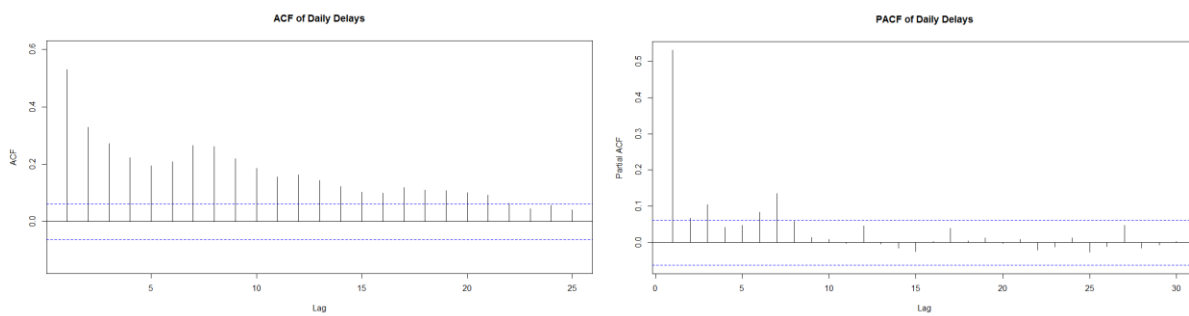 ACF of Daily Delays
ACF
0.0 0.2 0.4 0.6
5 10 15 20 25
Lag
PACF of Daily Delays
Partial ACF
0.0 0.1 0.2 0.3 0.4 0.5
0 5 10 15 20 25 30
Lag